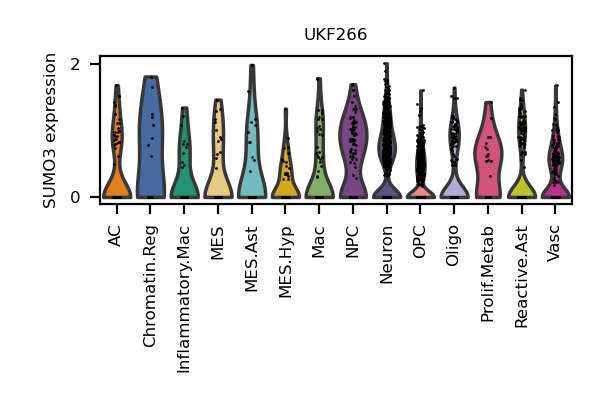 UKF266
SUMO3 expression
2
0
AC
Chromatin.Reg
Inflammatory.Mac
MES
MES.Ast
MES.Hyp
Mac
NPC
Neuron
OPC
Oligo
Prolif.Metab
Reactive.Ast
Vasc